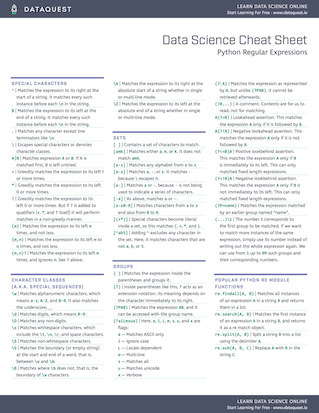 DATAQUEST
LEARN DATA SCIENCE ONLINE
Start Learning For Free - www.dataquest.io
Data Science Cheat Sheet
Python Regular Expressions
SPECIAL CHARACTERS
^ | Matches the expression to its right at the
start of a string. It matches every such
instance before each \n in the string.
$ | Matches the expression to its left at the
end of a string. It matches every such
instance before each \n in the string.
. | Matches any character except line
terminators like \n.
\ | Escapes special characters or denotes
character classes.
A|B | Matches expression A or B. If A is
matched first, B is left untried.
+ | Greedily matches the expression to its left 1
or more times.
* | Greedily matches the expression to its left 0
or more times.
? | Greedily matches the expression to its
left 0 or 1 times. But if ? is added to
qualifiers (+, *, and ? itself) it will perform
matches in a non-greedy manner.
{m} | Matches the expression to its left m
times, and not less.
{m,n} | Matches the expression to its left m to
n times, and not less.
{m,n}? | Matches the expression to its left m
times, and ignores n. See ? above.
CHARACTER CLASSES
(A.K.A. SPECIAL SEQUENCES)
\w | Matches alphanumeric characters, which
means a-z, A-Z, and 0-9. It also matches
the underscore, _.
\d | Matches digits, which means 0-9.
\D | Matches any non-digits.
\s | Matches whitespace characters, which
include the \t, \n, \r, and space characters.
\S | Matches non-whitespace characters.
\b | Matches the boundary (or empty string)
at the start and end of a word, that is,
between \w and \W.
\B | Matches where \b does not, that is, the
boundary of \w characters.
\A | Matches the expression to its right at the
absolute start of a string whether in single
or multi-line mode.
\Z | Matches the expression to its left at the
absolute end of a string whether in single
or multi-line mode.
SETS
[ ] | Contains a set of characters to match.
[amk] | Matches either a, m, or k. It does not
match amk.
[a-z] | Matches any alphabet from a to z.
[a\-z] | Matches a, -, or z. It matches -
because \ escapes it.
[a-] | Matches a or -, because - is not being
used to indicate a series of characters.
[-a] | As above, matches a or -.
[a-z0-9] | Matches characters from a to z
and also from 0 to 9.
[(+*)] | Special characters become literal
inside a set, so this matches (, +, *, and ).
[^ab5] | Adding ^ excludes any character in
the set. Here, it matches characters that are
not a, b, or 5.
GROUPS
( ) | Matches the expression inside the
parentheses and groups it.
(?) | Inside parentheses like this, ? acts as an
extension notation. Its meaning depends on
the character immediately to its right.
(?PAB) | Matches the expression AB, and it
can be accessed with the group name.
(?aiLmsux) | Here, a, i, L, m, s, u, and x are
flags:
a — Matches ASCII only
i — Ignore case
L — Locale dependent
m — Multi-line
s — Matches all
u — Matches unicode
x — Verbose
(?:A) | Matches the expression as represented
by A, but unlike (?PAB), it cannot be
retrieved afterwards.
(?#...) | A comment. Contents are for us to
read, not for matching.
A(?=B) | Lookahead assertion. This matches
the expression A only if it is followed by B.
A(?!B) | Negative lookahead assertion. This
matches the expression A only if it is not
followed by B.
(?<=B)A | Positive lookbehind assertion.
This matches the expression A only if B
is immediately to its left. This can only
matched fixed length expressions.
(?<!B)A | Negative lookbehind assertion.
This matches the expression A only if B is
not immediately to its left. This can only
matched fixed length expressions.
(?P=name) | Matches the expression matched
by an earlier group named "name".
(...)\1 | The number 1 corresponds to
the first group to be matched. If we want
to match more instances of the same
expression, simply use its number instead of
writing out the whole expression again. We
can use from 1 up to 99 such groups and
their corresponding numbers.
POPULAR PYTHON RE MODULE
FUNCTIONS
re.findall(A, B) | Matches all instances
of an expression A in a string B and returns
them in a list.
re.search(A, B) | Matches the first instance
of an expression A in a string B, and returns
it as a re match object.
re.split(A, B) | Split a string B into a list
using the delimiter A.
re.sub(A, B, C) | Replace A with B in the
string C.
LEARN DATA SCIENCE ONLINE
Start Learning For Free - www.dataquest.io